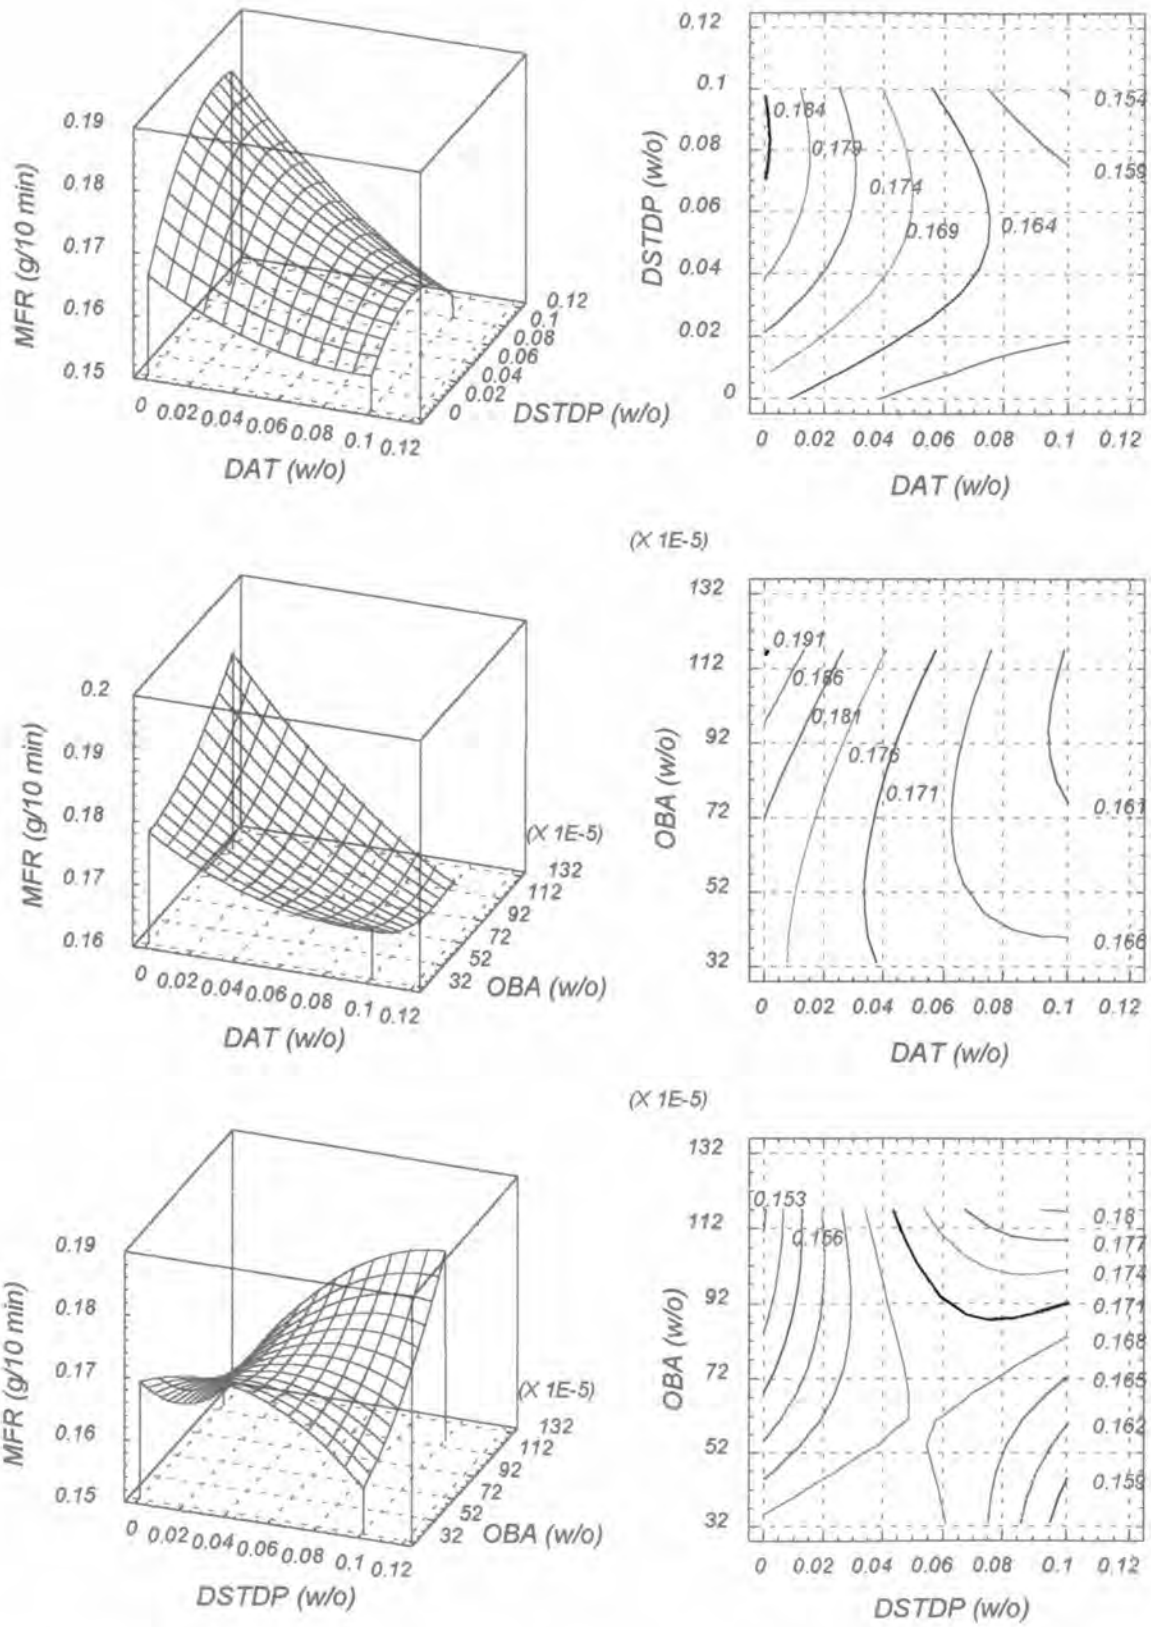 0.19
0.18
0.17
0.16
0.15
MFR (g/10 min)
0 0.02 0.04 0.06 0.08 0.1 0.12
DAT (w/o)
0 0.02 0.04 0.06 0.08 0.1 0.12
DSTDP (w/o)
0.12
0.1
0.08
0.06
0.04
0.02
0
DSTDP (w/o)
0.184
0.179
0.174
0.169
0.164
0.154
0.159
0 0.02 0.04 0.06 0.08 0.1 0.12
DAT (w/o)
0.2
0.19
0.18
0.17
0.16
MFR (g/10 min)
0 0.02 0.04 0.06 0.08 0.1 0.12
DAT (w/o)
(X 1E-5)
132
112
92
72
52
32
OBA (w/o)
(X 1E-5)
132
112
92
72
52
32
OBA (w/o)
0.191
0.186
0.181
0.176
0.171
0.161
0.166
0 0.02 0.04 0.06 0.08 0.1 0.12
DAT (w/o)
0.19
0.18
0.17
0.16
0.15
MFR (g/10 min)
0 0.02 0.04 0.06 0.08 0.1 0.12
DSTDP (w/o)
(X 1E-5)
132
112
92
72
52
32
OBA (w/o)
(X 1E-5)
132
112
92
72
52
32
OBA (w/o)
0.153
0.156
0.18
0.177
0.174
0.171
0.168
0.165
0.162
0.159
0 0.02 0.04 0.06 0.08 0.1 0.12
DSTDP (w/o)